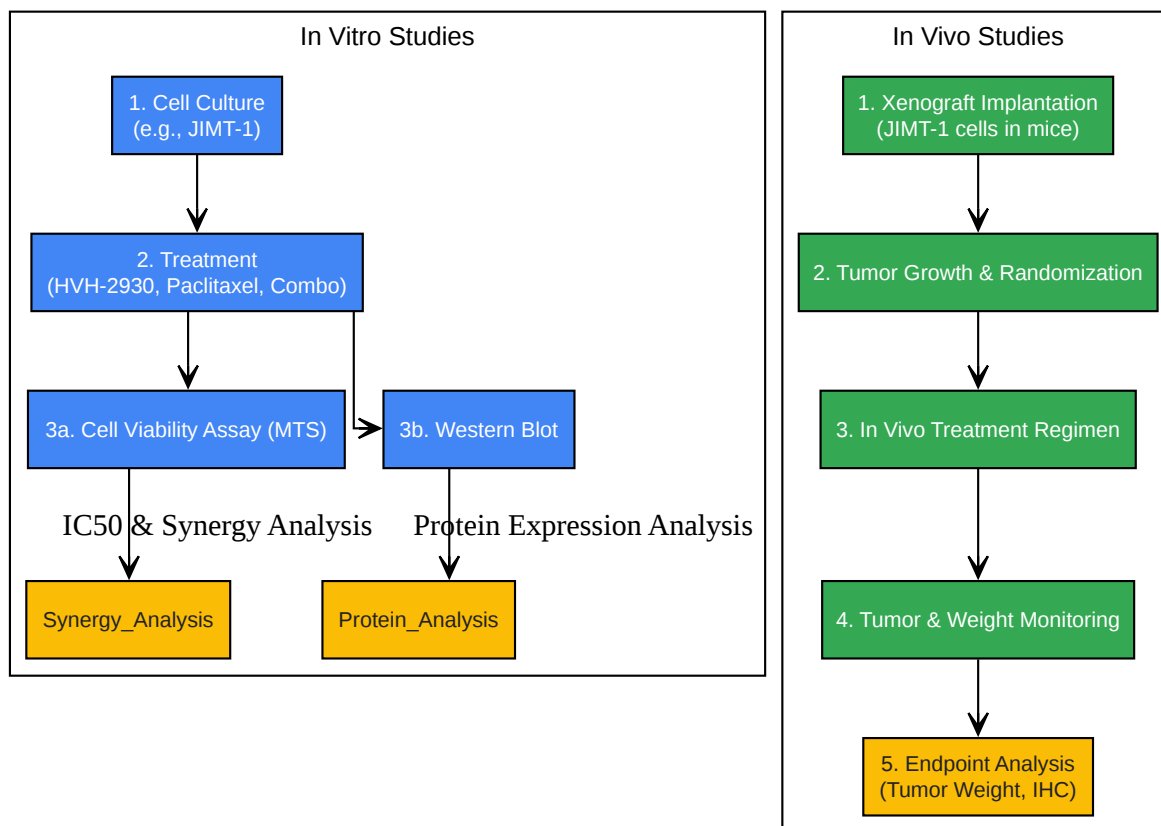 In Vitro Studies
1. Cell Culture
(e.g., JIMT-1)
2. Treatment
(HVH-2930, Paclitaxel, Combo)
3a. Cell Viability Assay (MTS)
3b. Western Blot
IC50 & Synergy Analysis
Protein Expression Analysis
Synergy_Analysis
Protein_Analysis
In Vivo Studies
1. Xenograft Implantation
(JIMT-1 cells in mice)
2. Tumor Growth & Randomization
3. In Vivo Treatment Regimen
4. Tumor & Weight Monitoring
5. Endpoint Analysis
(Tumor Weight, IHC)